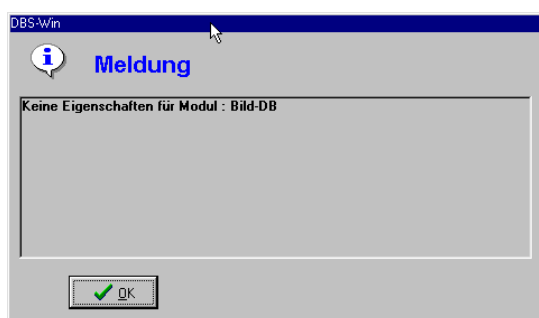 DBS-Win
Meldung
Keine Eigenschaften für Modul : Bild-DB
OK